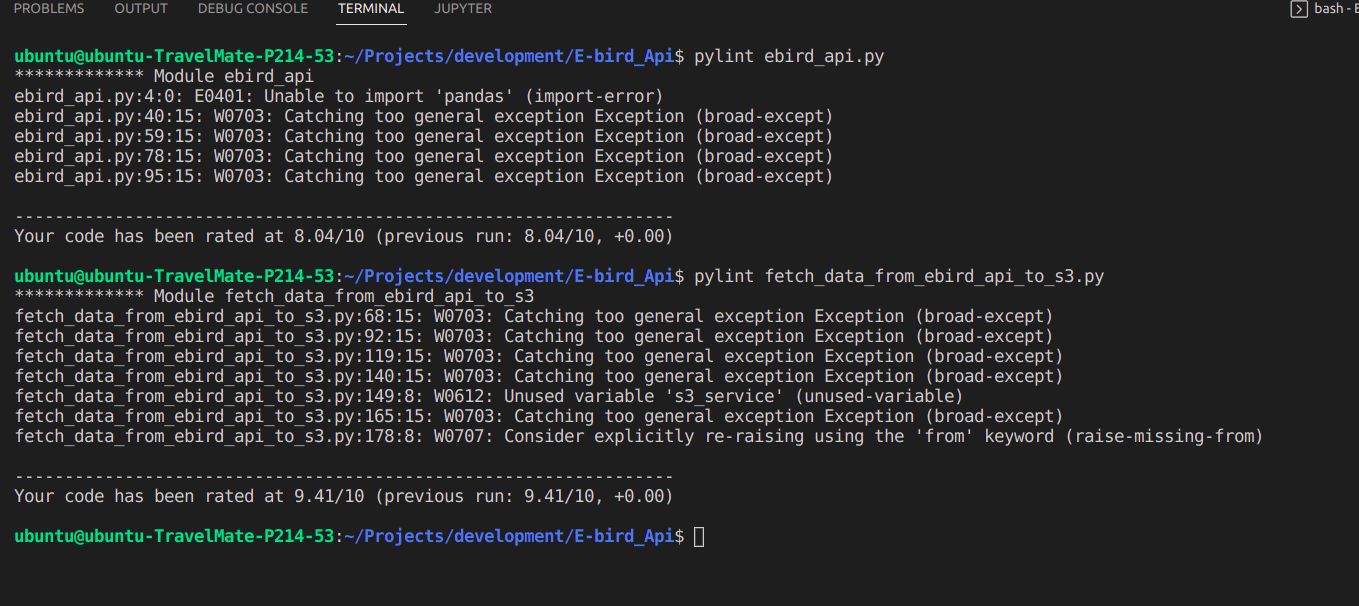 PROBLEMS OUTPUT DEBUG CONSOLE TERMINAL JUPYTER bash -
ubuntu@ubuntu-TravelMate-P214-53:~/Projects/development/E-bird_Api$ pylint ebird_api.py
************* Module ebird_api
ebird_api.py:4:0: E0401: Unable to import 'pandas' (import-error)
ebird_api.py:40:15: W0703: Catching too general exception Exception (broad-except)
ebird_api.py:59:15: W0703: Catching too general exception Exception (broad-except)
ebird_api.py:78:15: W0703: Catching too general exception Exception (broad-except)
ebird_api.py:95:15: W0703: Catching too general exception Exception (broad-except)
------------------------------------------------------------------
Your code has been rated at 8.04/10 (previous run: 8.04/10, +0.00)
ubuntu@ubuntu-TravelMate-P214-53:~/Projects/development/E-bird_Api$ pylint fetch_data_from_ebird_api_to_s3.py
************* Module fetch_data_from_ebird_api_to_s3
fetch_data_from_ebird_api_to_s3.py:68:15: W0703: Catching too general exception Exception (broad-except)
fetch_data_from_ebird_api_to_s3.py:92:15: W0703: Catching too general exception Exception (broad-except)
fetch_data_from_ebird_api_to_s3.py:119:15: W0703: Catching too general exception Exception (broad-except)
fetch_data_from_ebird_api_to_s3.py:140:15: W0703: Catching too general exception Exception (broad-except)
fetch_data_from_ebird_api_to_s3.py:149:8: W0612: Unused variable 's3_service' (unused-variable)
fetch_data_from_ebird_api_to_s3.py:165:15: W0703: Catching too general exception Exception (broad-except)
fetch_data_from_ebird_api_to_s3.py:178:8: W0707: Consider explicitly re-raising using the 'from' keyword (raise-missing-from)
------------------------------------------------------------------
Your code has been rated at 9.41/10 (previous run: 9.41/10, +0.00)
ubuntu@ubuntu-TravelMate-P214-53:~/Projects/development/E-bird_Api$